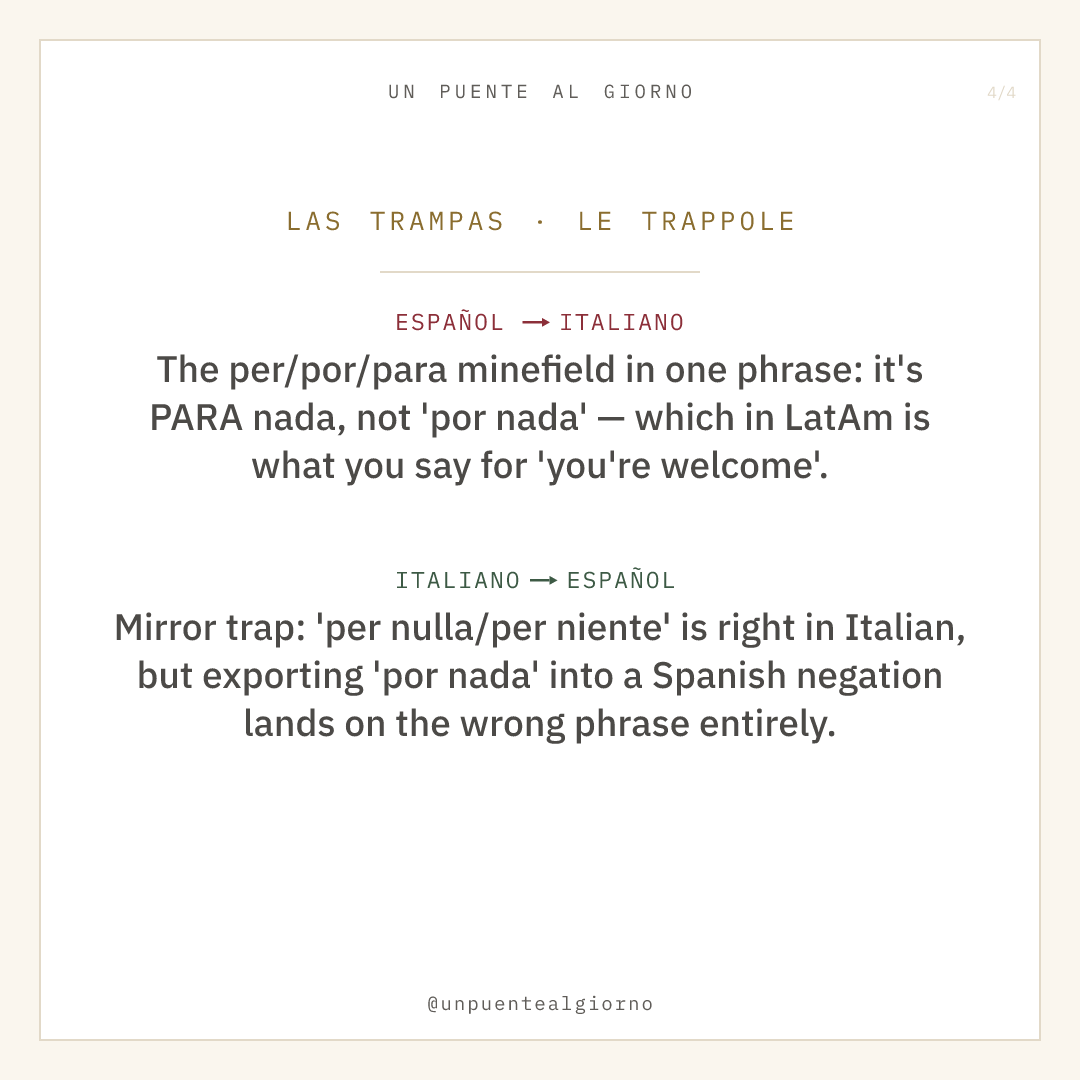 UN PUENTE AL GIORNO
4/4
LAS TRAMPAS · LE TRAPPOLE
ESPAÑOL → ITALIANO
The per/por/para minefield in one phrase: it's
PARA nada, not 'por nada' — which in LatAm is
what you say for 'you're welcome'.
ITALIANO → ESPAÑOL
Mirror trap: 'per nulla/per niente' is right in Italian,
but exporting 'por nada' into a Spanish negation
lands on the wrong phrase entirely.
@unpuentealgiorno